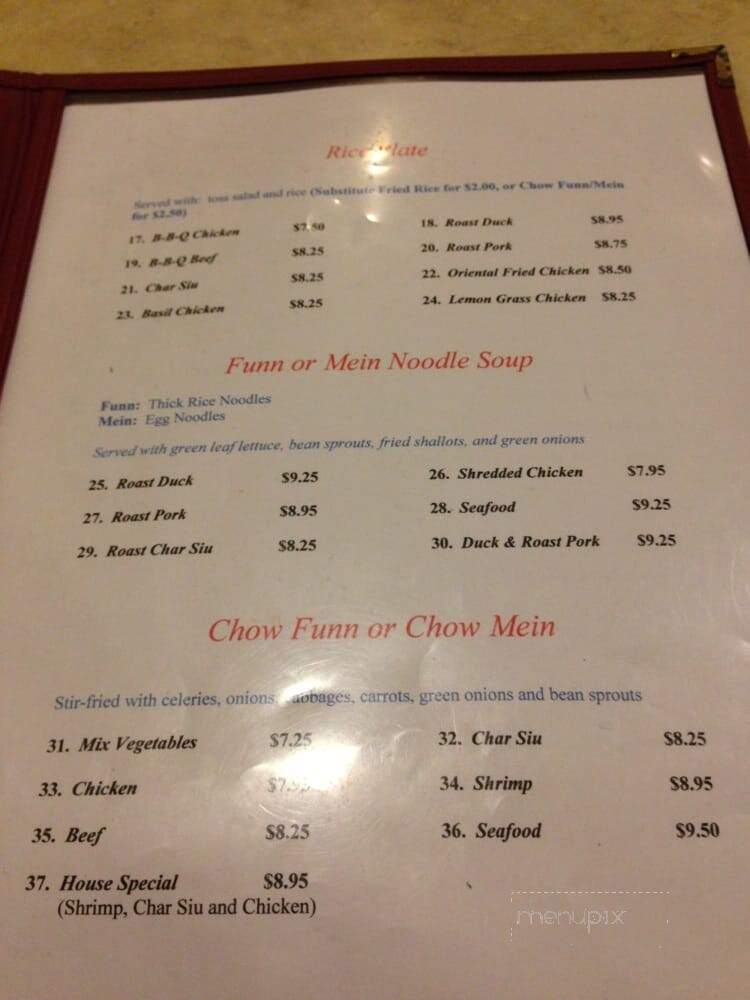 Rice Plate
Served with: toss salad and rice (Substitute Fried Rice for $2.00, or Chow Funn/Mein
for $2.50)
17. B-B-Q Chicken $7.50 18. Roast Duck $8.95
19. B-B-Q Beef $8.25 20. Roast Pork $8.75
21. Char Siu $8.25 22. Oriental Fried Chicken $8.50
23. Basil Chicken $8.25 24. Lemon Grass Chicken $8.25
Funn or Mein Noodle Soup
Funn: Thick Rice Noodles
Mein: Egg Noodles
Served with green leaf lettuce, bean sprouts, fried shallots, and green onions
25. Roast Duck $9.25 26. Shredded Chicken $7.95
27. Roast Pork $8.95 28. Seafood $9.25
29. Roast Char Siu $8.25 30. Duck & Roast Pork $9.25
Chow Funn or Chow Mein
Stir-fried with celeries, onions, cabbages, carrots, green onions and bean sprouts
31. Mix Vegetables $7.25 32. Char Siu $8.25
33. Chicken 34. Shrimp $8.95
35. Beef $8.25 36. Seafood $9.50
37. House Special $8.95
(Shrimp, Char Siu and Chicken)
menupix